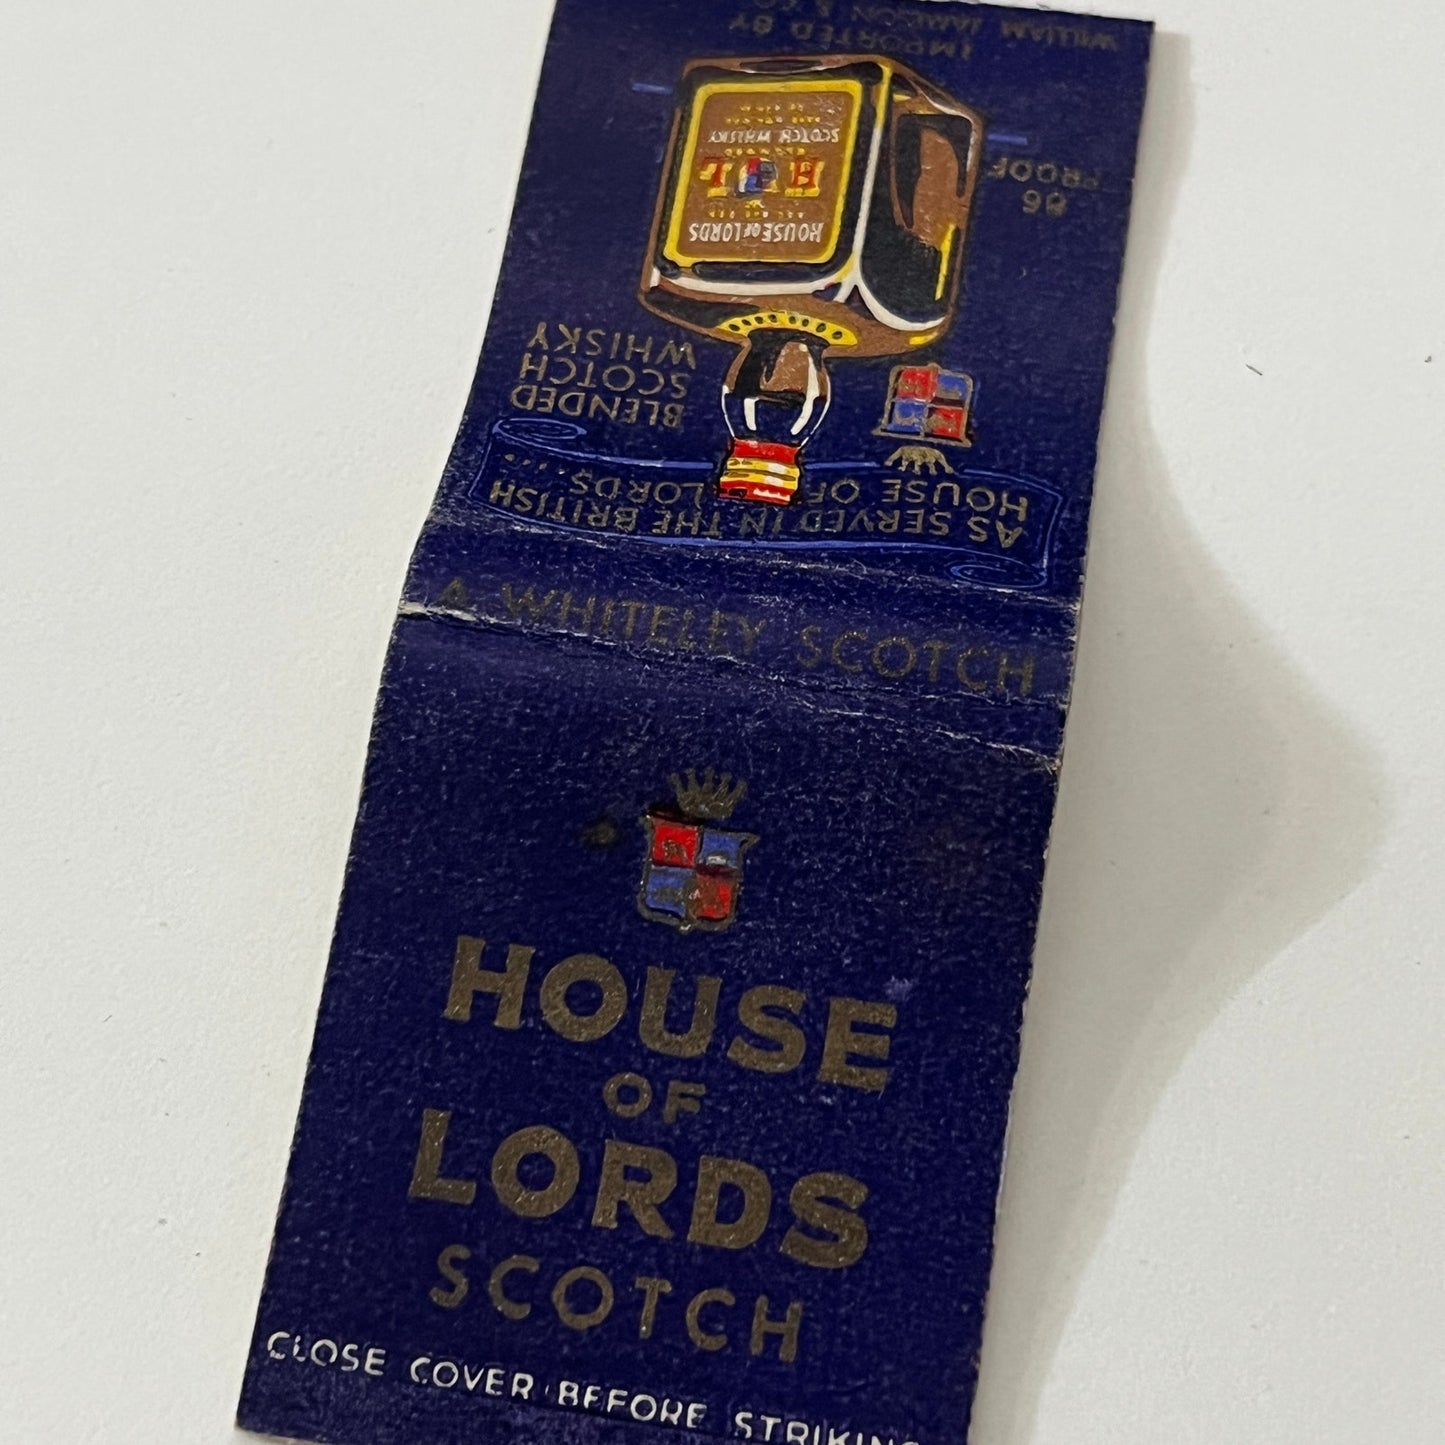 HOUSE
OF
LORDS
SCOTCH
CLOSE COVER BEFORE STRIKING
A WHITELEY SCOTCH
AS SERVED IN THE BRITISH
HOUSE OF LORDS...
BLENDED
SCOTCH
WHISKY
HOUSE OF LORDS
H L
BLENDED
SCOTCH WHISKY
86
PROOF
IMPORTED BY
WILLIAM JAMESON & CO